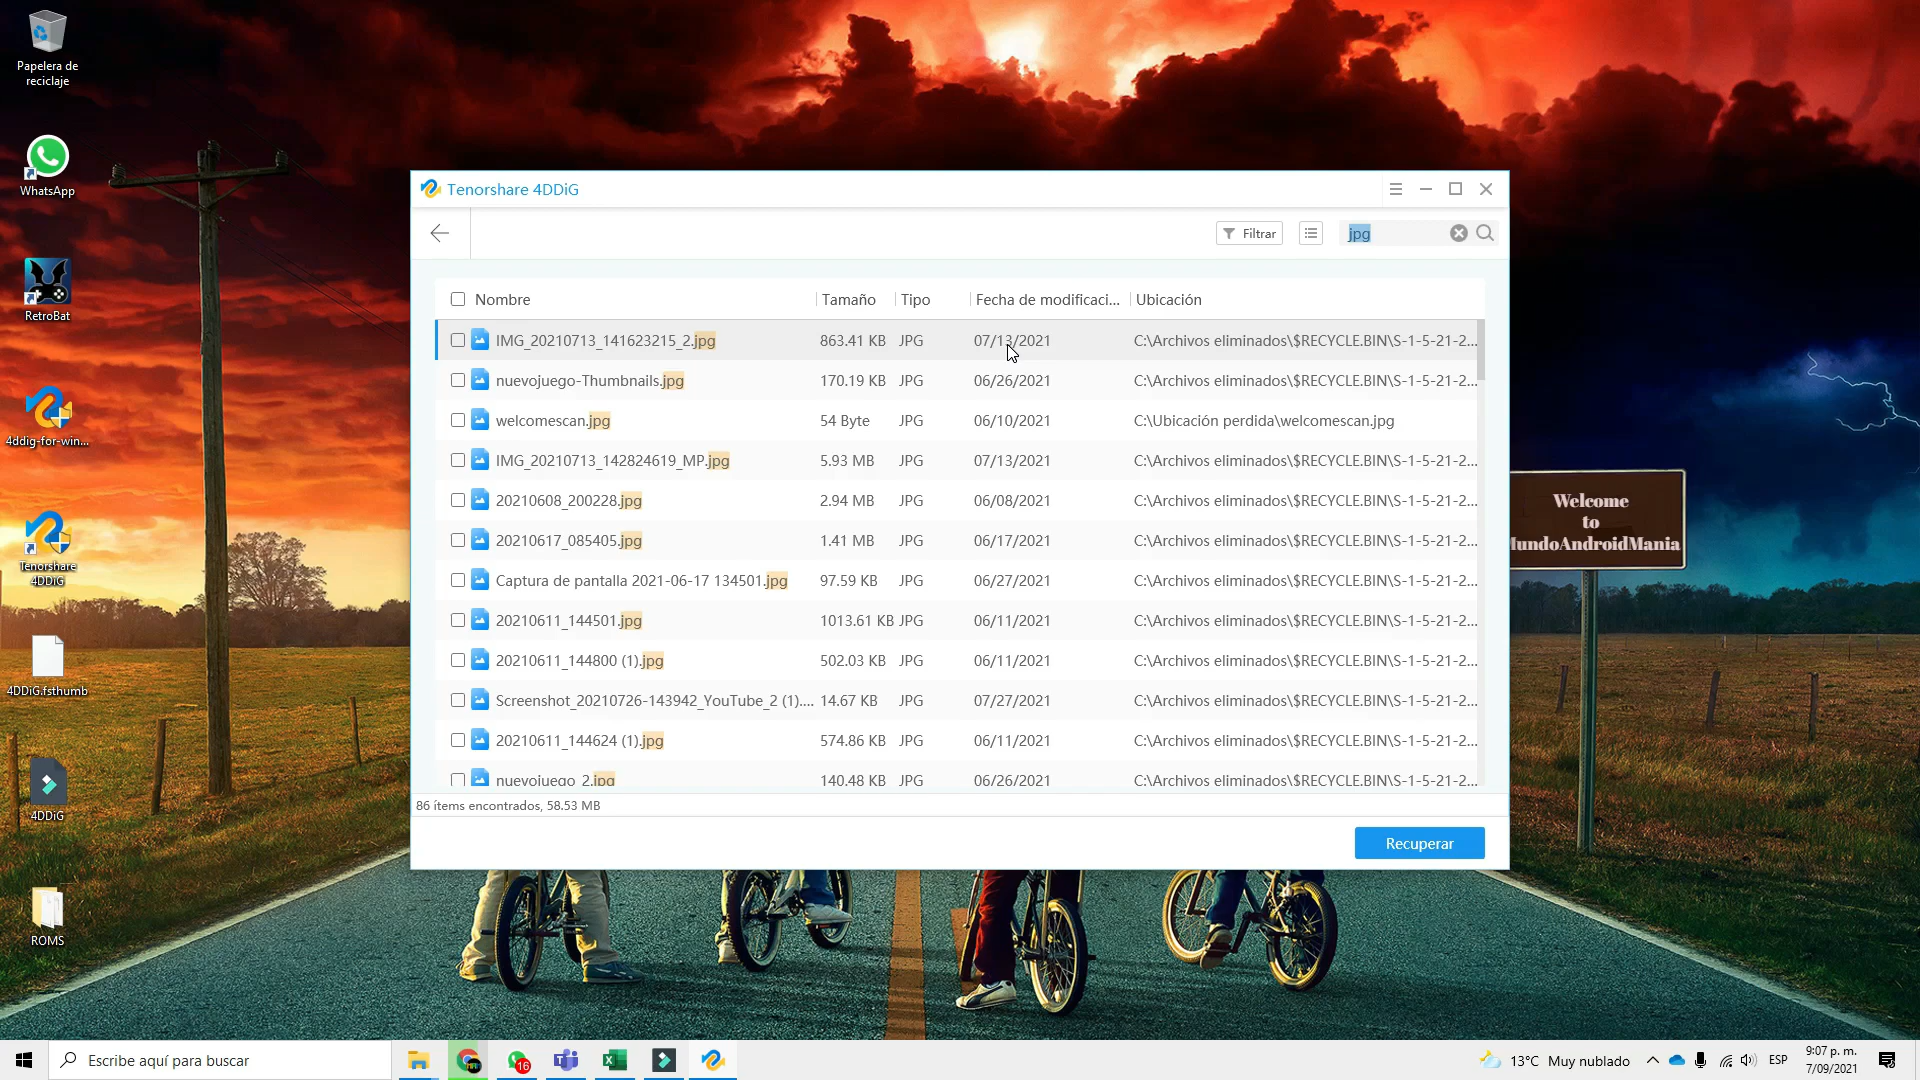 Papelera de
reciclaje
WhatsApp
RetroBat
4ddig-for-win...
Tenorshare
4DDiG
4DDiG.fsthumb
4DDiG
ROMS
Tenorshare 4DDiG
Filtrar
jpg
Nombre Tamaño Tipo Fecha de modificaci... Ubicación
IMG_20210713_141623215_2.jpg 863.41 KB JPG 07/13/2021 C:\Archivos eliminados\$RECYCLE.BIN\S-1-5-21-2...
nuevojuego-Thumbnails.jpg 170.19 KB JPG 06/26/2021 C:\Archivos eliminados\$RECYCLE.BIN\S-1-5-21-2...
welcomescan.jpg 54 Byte JPG 06/10/2021 C:\Ubicación perdida\welcomescan.jpg
IMG_20210713_142824619_MP.jpg 5.93 MB JPG 07/13/2021 C:\Archivos eliminados\$RECYCLE.BIN\S-1-5-21-2...
20210608_200228.jpg 2.94 MB JPG 06/08/2021 C:\Archivos eliminados\$RECYCLE.BIN\S-1-5-21-2...
20210617_085405.jpg 1.41 MB JPG 06/17/2021 C:\Archivos eliminados\$RECYCLE.BIN\S-1-5-21-2...
Captura de pantalla 2021-06-17 134501.jpg 97.59 KB JPG 06/27/2021 C:\Archivos eliminados\$RECYCLE.BIN\S-1-5-21-2...
20210611_144501.jpg 1013.61 KB JPG 06/11/2021 C:\Archivos eliminados\$RECYCLE.BIN\S-1-5-21-2...
20210611_144800 (1).jpg 502.03 KB JPG 06/11/2021 C:\Archivos eliminados\$RECYCLE.BIN\S-1-5-21-2...
Screenshot_20210726-143942_YouTube_2 (1).... 14.67 KB JPG 07/27/2021 C:\Archivos eliminados\$RECYCLE.BIN\S-1-5-21-2...
20210611_144624 (1).jpg 574.86 KB JPG 06/11/2021 C:\Archivos eliminados\$RECYCLE.BIN\S-1-5-21-2...
nuevojuego_2.jpg 140.48 KB JPG 06/26/2021 C:\Archivos eliminados\$RECYCLE.BIN\S-1-5-21-2...
86 ítems encontrados, 58.53 MB
Recuperar
Welcome
to
MundoAndroidMania
Escribe aquí para buscar
16
13°C Muy nublado
ESP
9:07 p. m.
7/09/2021